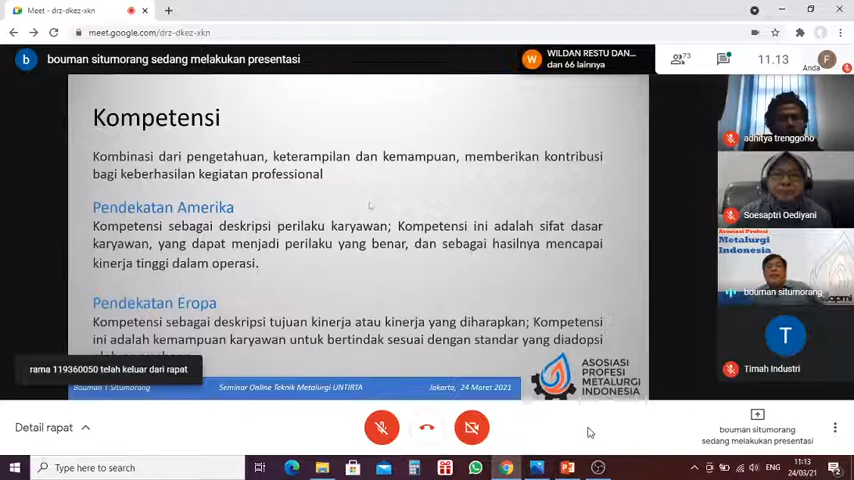 Meet - drz-dkez-xkn
meet.google.com/drz-dkez-xkn
b bouman situmorang sedang melakukan presentasi
W WILDAN RESTU DAN...
dan 66 lainnya
73
11.13
Anda
F
Kompetensi
Kombinasi dari pengetahuan, keterampilan dan kemampuan, memberikan kontribusi
bagi keberhasilan kegiatan professional
Pendekatan Amerika
Kompetensi sebagai deskripsi perilaku karyawan; Kompetensi ini adalah sifat dasar
karyawan, yang dapat menjadi perilaku yang benar, dan sebagai hasilnya mencapai
kinerja tinggi dalam operasi.
Pendekatan Eropa
Kompetensi sebagai deskripsi tujuan kinerja atau kinerja yang diharapkan; Kompetensi
ini adalah kemampuan karyawan untuk bertindak sesuai dengan standar yang diadopsi
rama 119360050 telah keluar dari rapat
Bouman T Situmorang
Seminar Online Teknik Metalurgi UNTIRTA
Jakarta, 24 Maret 2021
ASOSIASI
PROFESI
METALURGI
INDONESIA
adhitya trenggono
Soesaptri Oediyani
Asosiasi Profesi
Metalurgi
Indonesia
bouman situmorang
T
Timah Industri
Detail rapat
bouman situmorang
sedang melakukan presentasi
Type here to search
ENG
11:13
24/03/21
2